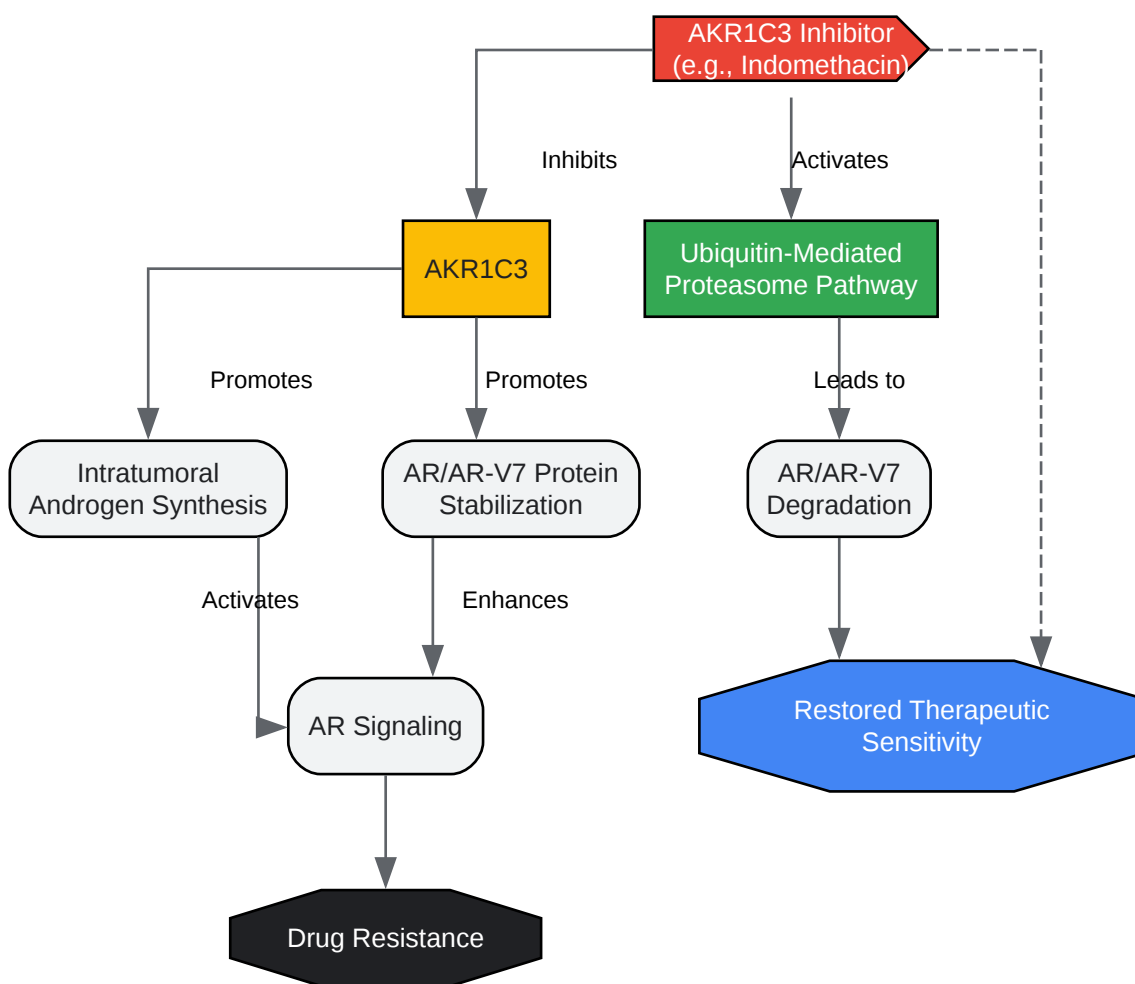 AKR1C3 Inhibitor
(e.g., Indomethacin)
Inhibits
Activates
AKR1C3
Ubiquitin-Mediated
Proteasome Pathway
Promotes
Promotes
Leads to
Intratumoral
Androgen Synthesis
AR/AR-V7 Protein
Stabilization
AR/AR-V7
Degradation
Activates
Enhances
AR Signaling
Restored Therapeutic
Sensitivity
Drug Resistance